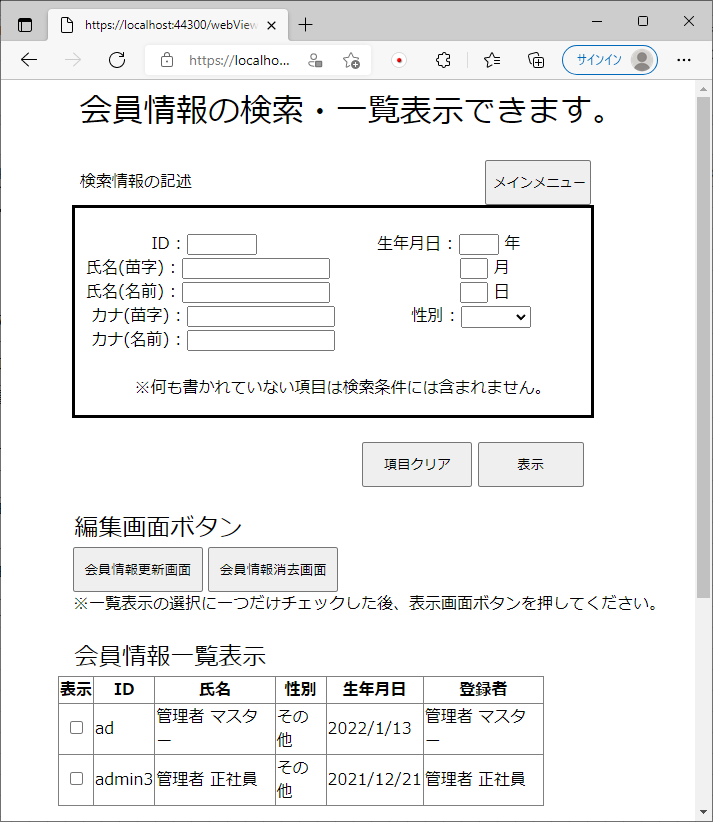 https://localhost:44300/webView
https://localho...
サインイン
会員情報の検索・一覧表示できます。
検索情報の記述
メインメニュー
ID： 生年月日： 年
氏名(苗字)： 月
氏名(名前)： 日
カナ(苗字)： 性別：
カナ(名前)：
※何も書かれていない項目は検索条件には含まれません。
項目クリア 表示
編集画面ボタン
会員情報更新画面 会員情報消去画面
※一覧表示の選択に一つだけチェックした後、表示画面ボタンを押してください。
会員情報一覧表示
表示 ID 氏名 性別 生年月日 登録者
ad 管理者 マスター その他 2022/1/13 管理者 マスター
admin3 管理者 正社員 その他 2021/12/21 管理者 正社員